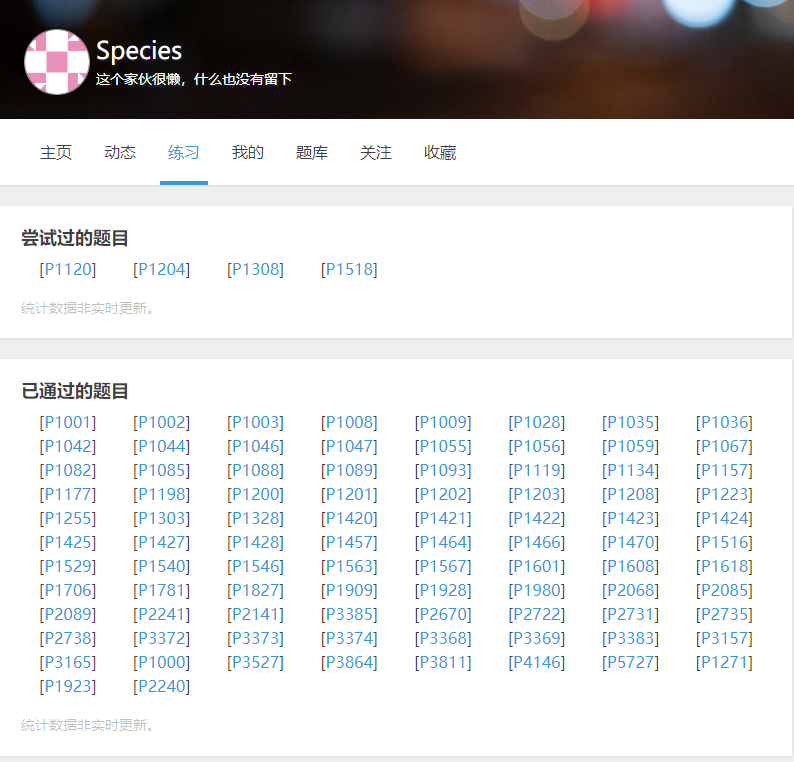 Species
这个家伙很懒，什么也没有留下
主页 动态 练习 我的 题库 关注 收藏
尝试过的题目
[P1120] [P1204] [P1308] [P1518]
统计数据非实时更新。
已通过的题目
[P1001] [P1002] [P1003] [P1008] [P1009] [P1028] [P1035] [P1036]
[P1042] [P1044] [P1046] [P1047] [P1055] [P1056] [P1059] [P1067]
[P1082] [P1085] [P1088] [P1089] [P1093] [P1119] [P1134] [P1157]
[P1177] [P1198] [P1200] [P1201] [P1202] [P1203] [P1208] [P1223]
[P1255] [P1303] [P1328] [P1420] [P1421] [P1422] [P1423] [P1424]
[P1425] [P1427] [P1428] [P1457] [P1464] [P1466] [P1470] [P1516]
[P1529] [P1540] [P1546] [P1563] [P1567] [P1601] [P1608] [P1618]
[P1706] [P1781] [P1827] [P1909] [P1928] [P1980] [P2068] [P2085]
[P2089] [P2241] [P2141] [P3385] [P2670] [P2722] [P2731] [P2735]
[P2738] [P3372] [P3373] [P3374] [P3368] [P3369] [P3383] [P3157]
[P3165] [P1000] [P3527] [P3864] [P3811] [P4146] [P5727] [P1271]
[P1923] [P2240]
统计数据非实时更新。